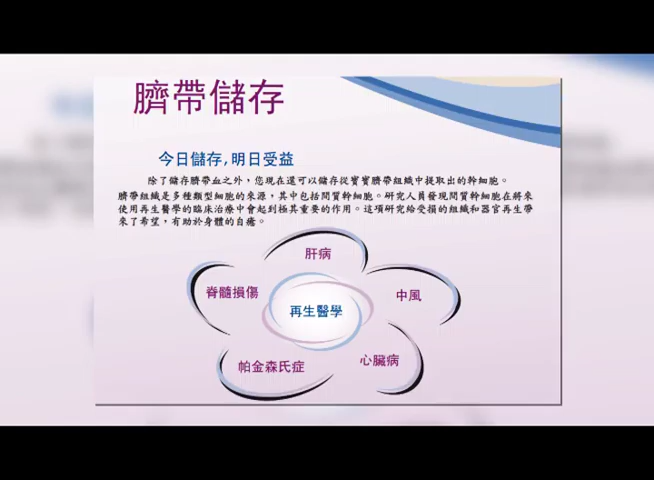 臍帶儲存
今日儲存,明日受益
除了儲存臍帶血之外，您現在還可以儲存從寶寶臍帶組織中提取出的幹細胞。
臍帶組織是多種類型細胞的來源，其中包括間質幹細胞。研究人員發現間質幹細胞在將來
使用再生醫學的臨床治療中會起到極其重要的作用。這項研究給受損的組織和器官再生帶
來了希望，有助於身體的自癒。
肝病
脊髓損傷
中風
再生醫學
帕金森氏症
心臟病